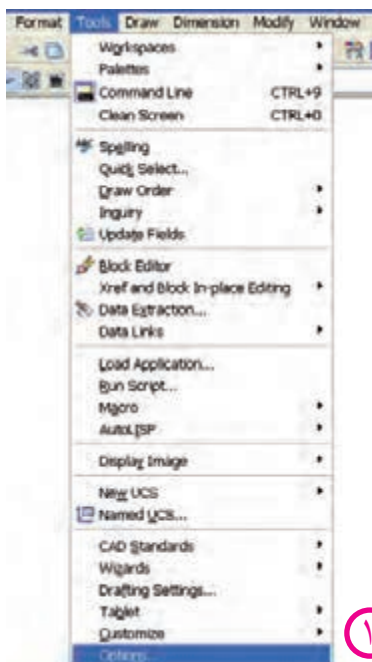 Format Tools Draw Dimension Modify Window
Workspaces
Palettes
Command Line CTRL+9
Clean Screen CTRL+0
Spelling
Quick Select...
Draw Order
Inquiry
Update Fields
Block Editor
Xref and Block In-place Editing
Data Extraction...
Data Links
Load Application...
Run Script...
Macro
AutoLISP
Display Image
New UCS
Named UCS...
CAD Standards
Wizards
Drafting Settings...
Tablet
Customize
Options...
۱